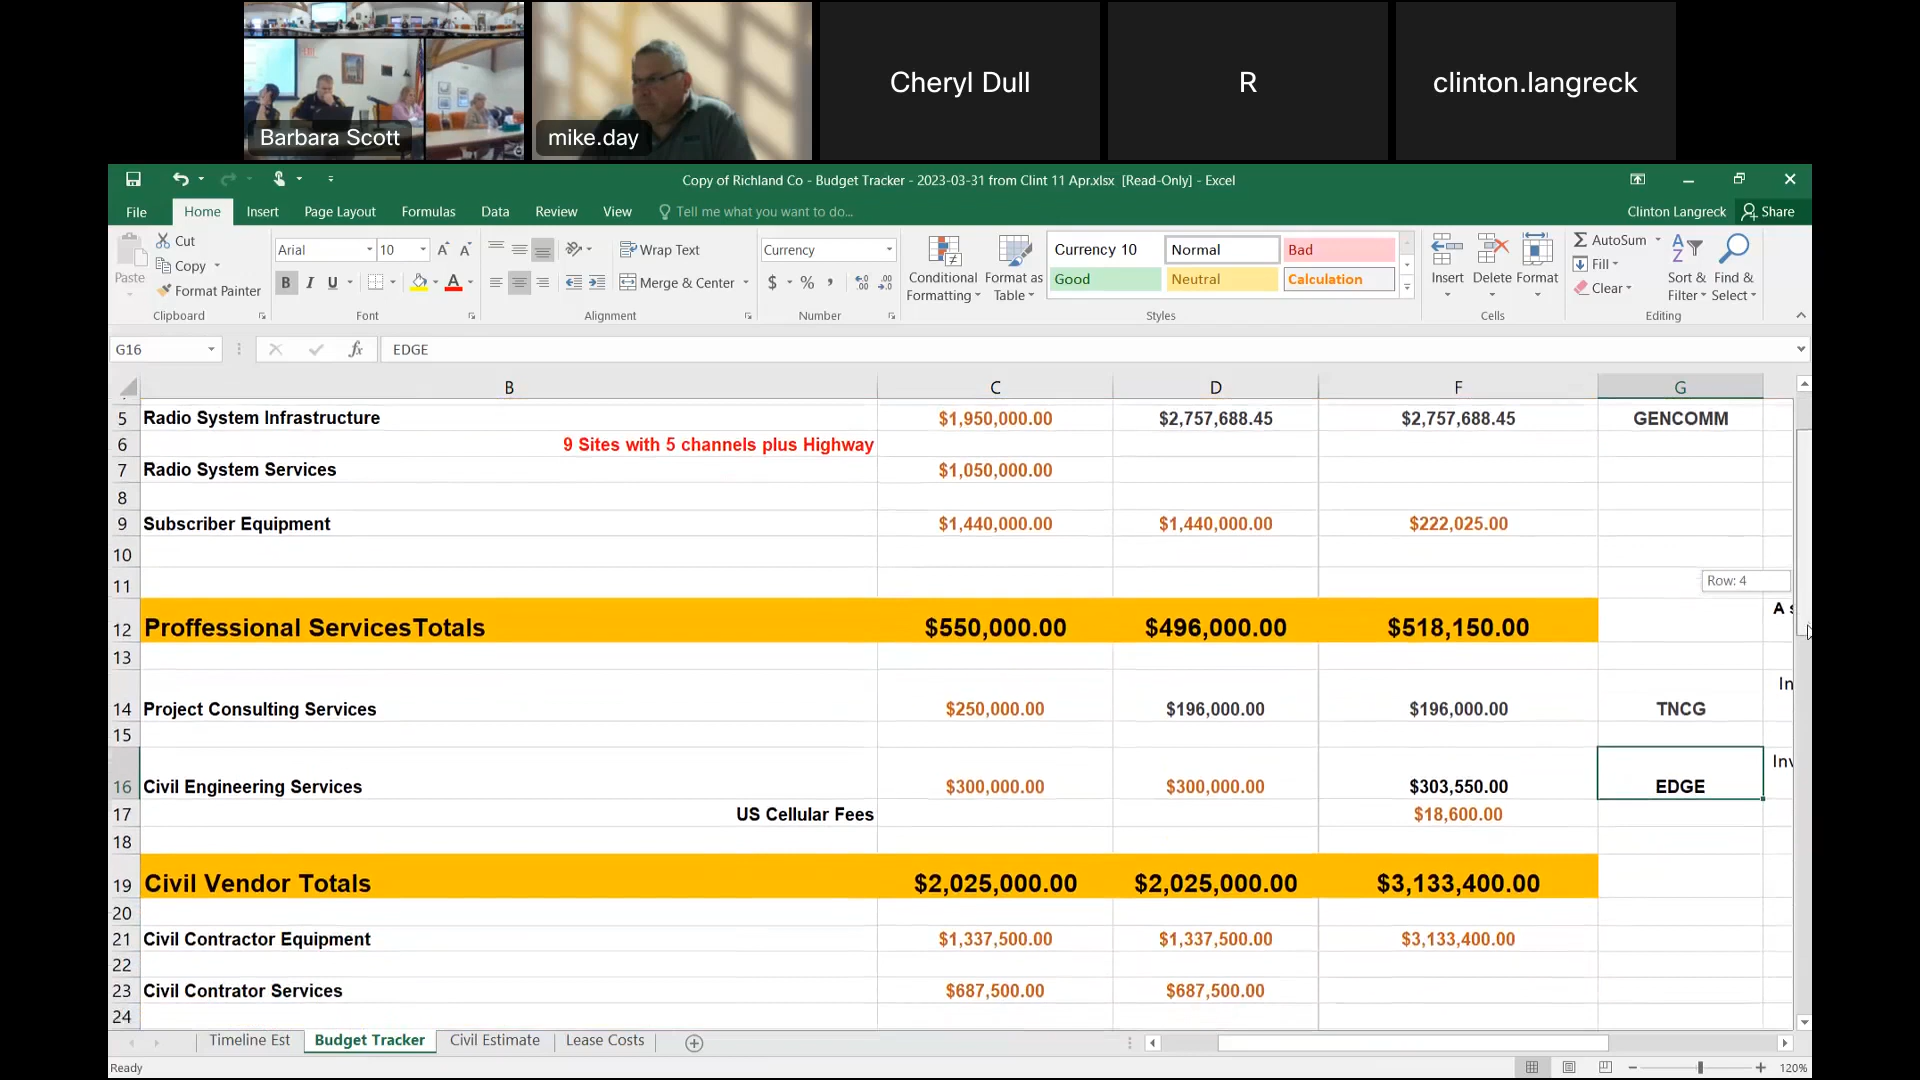 Barbara Scott
mike.day
Cheryl Dull
R
clinton.langreck
Copy of Richland Co - Budget Tracker - 2023-03-31 from Clint 11 Apr.xlsx [Read-Only] - Excel
File Home Insert Page Layout Formulas Data Review View Tell me what you want to do... Clinton Langreck Share
Paste Cut Copy Format Painter Clipboard
Arial 10 A A B I U A Font
Wrap Text Merge & Center Alignment
Currency $ % , Number
Conditional Formatting Format as Table Currency 10 Normal Bad Good Neutral Calculation Styles
Insert Delete Format Cells
AutoSum Fill Clear Sort & Filter Find & Select Editing
G16 fx EDGE
B C D F G
5 Radio System Infrastructure $1,950,000.00 $2,757,688.45 $2,757,688.45 GENCOMM
6 9 Sites with 5 channels plus Highway
7 Radio System Services $1,050,000.00
8
9 Subscriber Equipment $1,440,000.00 $1,440,000.00 $222,025.00
10
11 Row: 4
12 Proffessional ServicesTotals $550,000.00 $496,000.00 $518,150.00 A
13
14 Project Consulting Services $250,000.00 $196,000.00 $196,000.00 TNCG In
15
16 Civil Engineering Services $300,000.00 $300,000.00 $303,550.00 EDGE Inv
17 US Cellular Fees $18,600.00
18
19 Civil Vendor Totals $2,025,000.00 $2,025,000.00 $3,133,400.00
20
21 Civil Contractor Equipment $1,337,500.00 $1,337,500.00 $3,133,400.00
22
23 Civil Contrator Services $687,500.00 $687,500.00
24
Timeline Est Budget Tracker Civil Estimate Lease Costs
Ready 120%